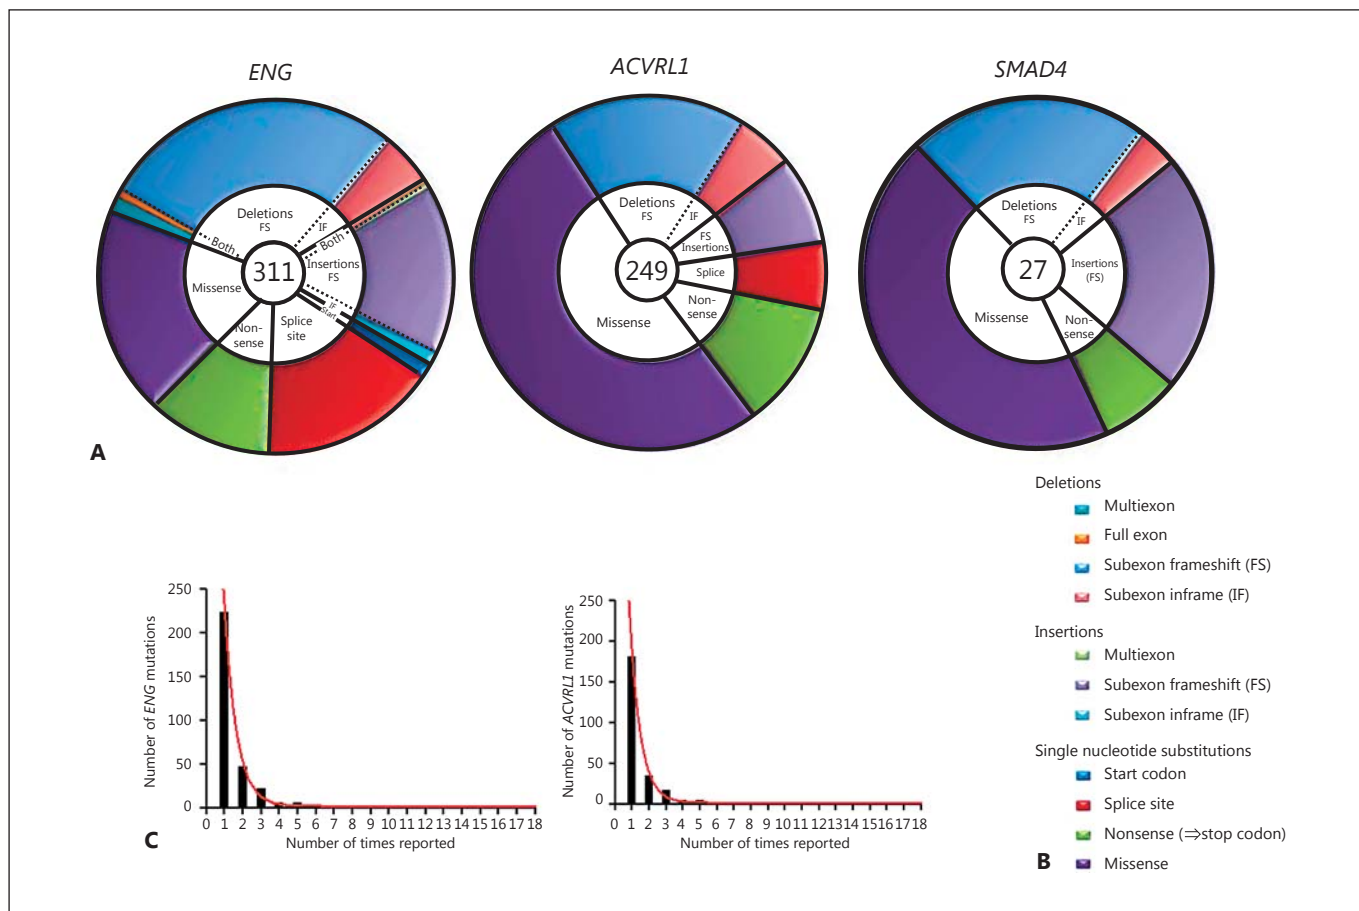 ENG
ACVRL1
SMAD4
Deletions
FS
IF
Both
Both
311
Insertions
FS
IF
Start
Missense
Non-
sense
Splice
site
Deletions
FS
IF
FS
Insertions
249
Splice
Non-
sense
Missense
Deletions
FS
IF
27
Insertions
(FS)
Missense
Non-
sense
A
Deletions
Multiexon
Full exon
Subexon frameshift (FS)
Subexon inframe (IF)
Insertions
Multiexon
Subexon frameshift (FS)
Subexon inframe (IF)
Single nucleotide substitutions
Start codon
Splice site
Nonsense (⇒stop codon)
Missense
B
Number of ENG mutations
250
200
150
100
50
0
0 1 2 3 4 5 6 7 8 9 10 11 12 13 14 15 16 17 18
Number of times reported
C
Number of ACVRL1 mutations
250
200
150
100
50
0
0 1 2 3 4 5 6 7 8 9 10 11 12 13 14 15 16 17 18
Number of times reported